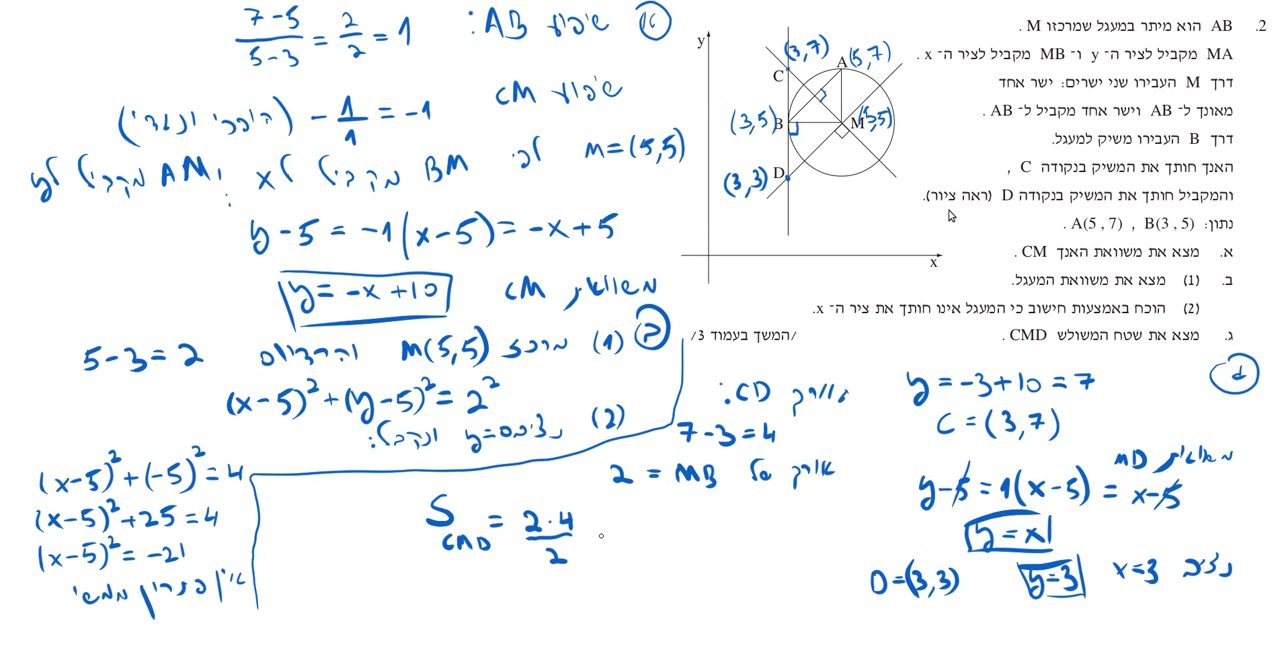 2. AB הוא מיתר במעגל שמרכזו M .
MA מקביל לציר ה־ y ו־ MB מקביל לציר ה־ x .
דרך M העבירו שני ישרים: ישר אחד
מאונך ל־ AB וישר אחד מקביל ל־ AB .
דרך B העבירו משיק למעגל.
האנך חותך את המשיק בנקודה C ,
והמקביל חותך את המשיק בנקודה D (ראה ציור).
נתון: A(5 , 7) , B(3 , 5) .
א. מצא את משוואת האנך CM .
ב. (1) מצא את משוואת המעגל.
(2) הוכח באמצעות חישוב כי המעגל אינו חותך את ציר ה־ x.
ג. מצא את שטח המשולש CMD .
/המשך בעמוד 3/
y
x
C (3,7)
A (5,7)
(3,5) B
M (5,5)
(3,3) D
א שיפוע AB:
7-5/5-3 = 2/2 = 1
שיפוע CM
-1/1 = -1 (הופכי ונגדי)
M=(5,5) לכי BM מקביל לx וAM מקביל לy
y-5 = -1(x-5) = -x+5
משוואת CM y = -x+10
ב (1) מרכז M(5,5) והרדיוס 5-3=2
(x-5)²+(y-5)²=2²
(2) נציב y=0 ונקבל:
(x-5)²+(-5)²=4
(x-5)²+25=4
(x-5)²=-21
אין פתרון ממשי
ג
y=-3+10=7
C=(3,7)
משוואת MD
y-5=1(x-5)=x-5
y=x
נציב x=3 y=3 D=(3,3)
אורך CD:
7-3=4
אורך של MB = 2
S CMD = 2·4/2